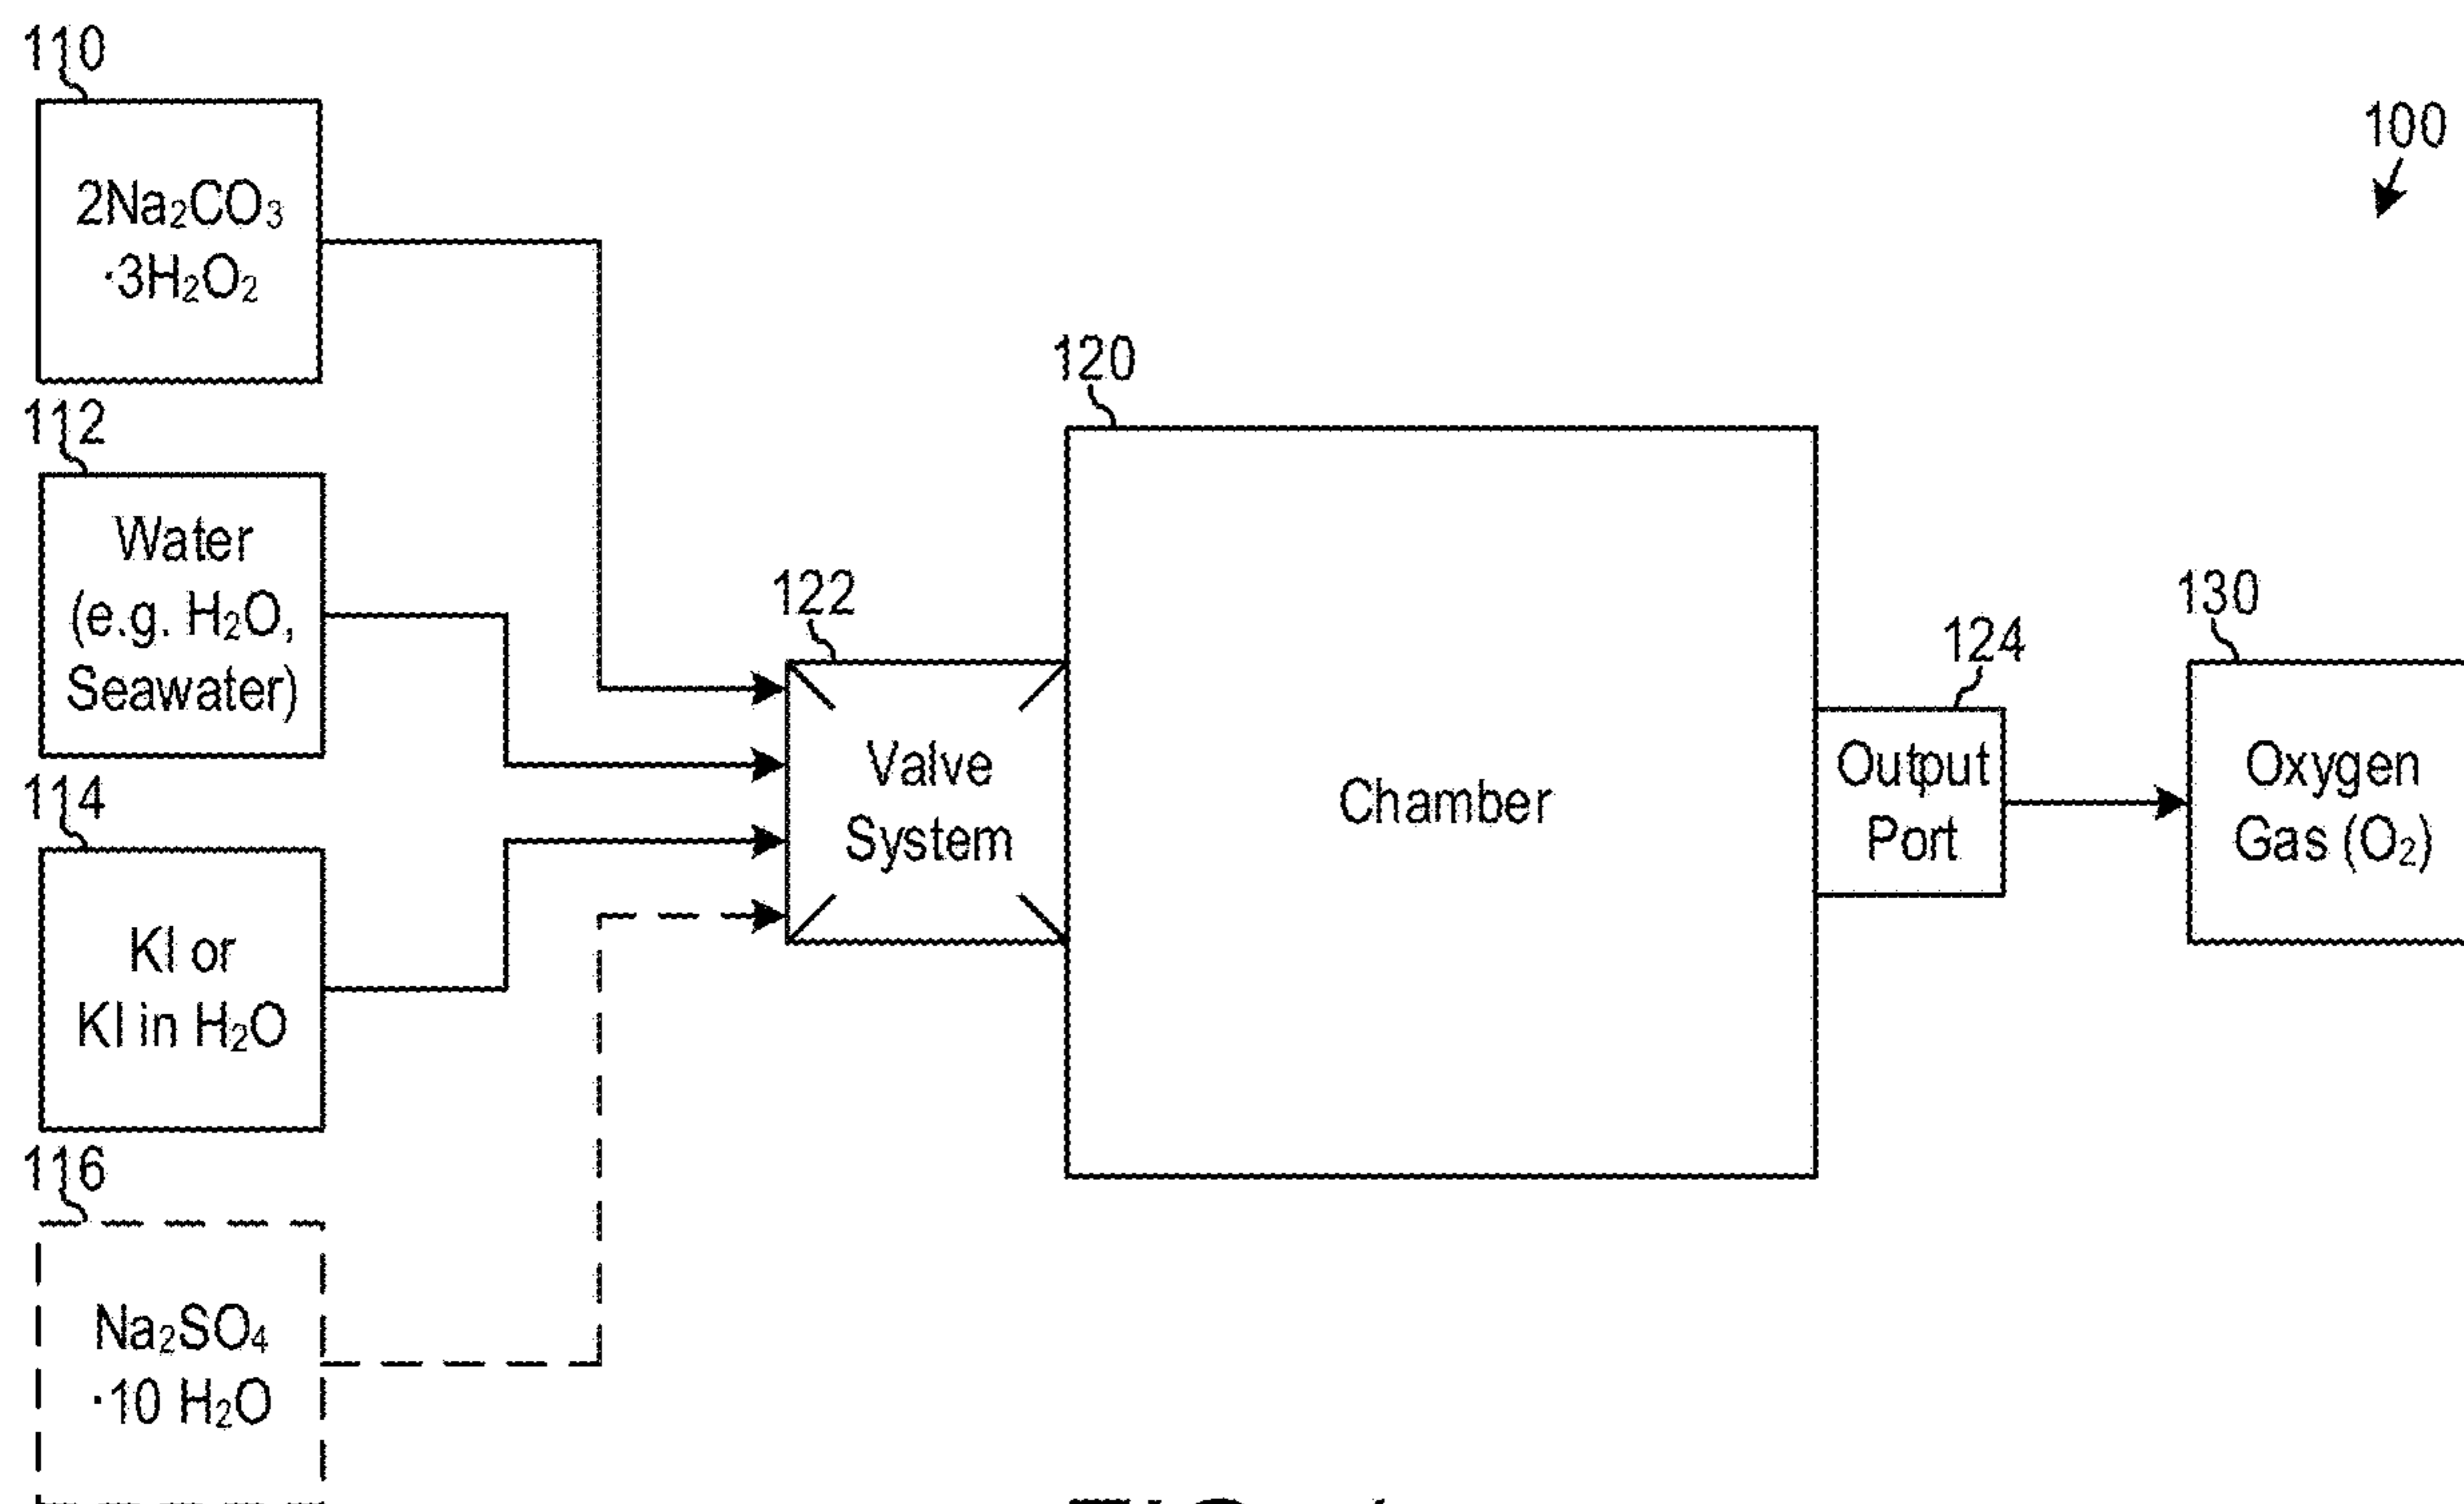 110
2Na₂CO₃
·3H₂O₂
100
112
Water
(e.g. H₂O,
Seawater)
114
KI or
KI in H₂O
116
Na₂SO₄
·10 H₂O
122
Valve
System
120
Chamber
124
Output
Port
130
Oxygen
Gas (O₂)